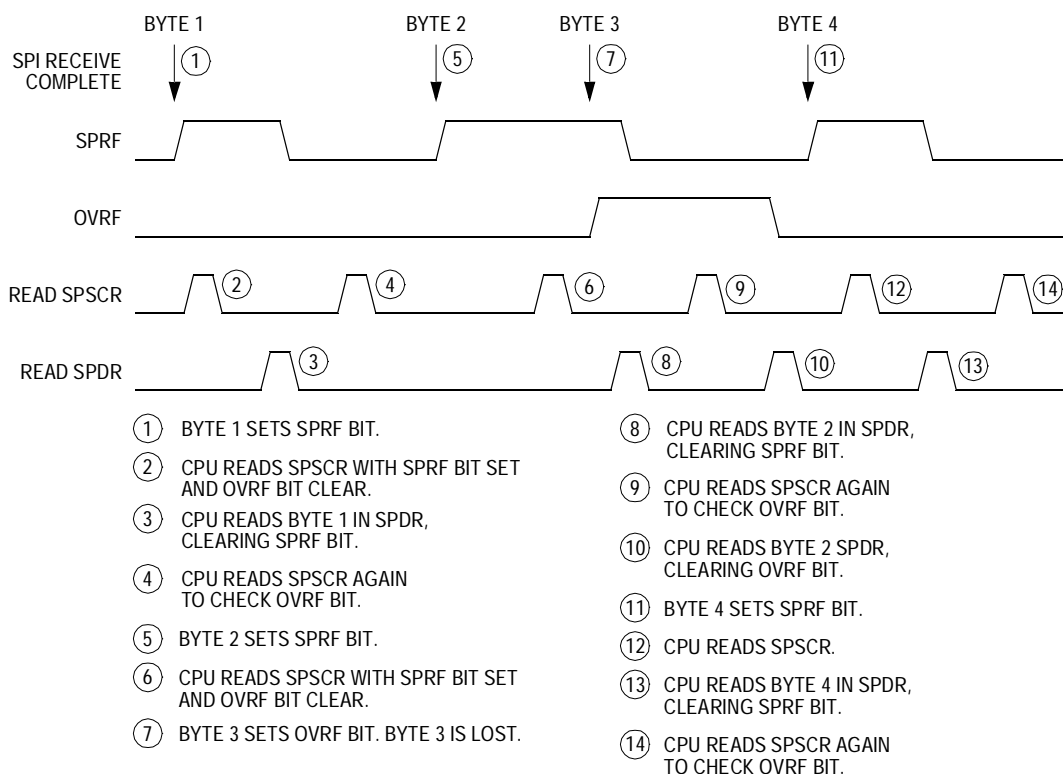 BYTE 1 BYTE 2 BYTE 3 BYTE 4
SPI RECEIVE
COMPLETE
1 5 7 11
SPRF
OVRF
READ SPSCR
2 4 6 9 12 14
READ SPDR
3 8 10 13
1 BYTE 1 SETS SPRF BIT.
2 CPU READS SPSCR WITH SPRF BIT SET
AND OVRF BIT CLEAR.
3 CPU READS BYTE 1 IN SPDR,
CLEARING SPRF BIT.
4 CPU READS SPSCR AGAIN
TO CHECK OVRF BIT.
5 BYTE 2 SETS SPRF BIT.
6 CPU READS SPSCR WITH SPRF BIT SET
AND OVRF BIT CLEAR.
7 BYTE 3 SETS OVRF BIT. BYTE 3 IS LOST.
8 CPU READS BYTE 2 IN SPDR,
CLEARING SPRF BIT.
9 CPU READS SPSCR AGAIN
TO CHECK OVRF BIT.
10 CPU READS BYTE 2 SPDR,
CLEARING OVRF BIT.
11 BYTE 4 SETS SPRF BIT.
12 CPU READS SPSCR.
13 CPU READS BYTE 4 IN SPDR,
CLEARING SPRF BIT.
14 CPU READS SPSCR AGAIN
TO CHECK OVRF BIT.